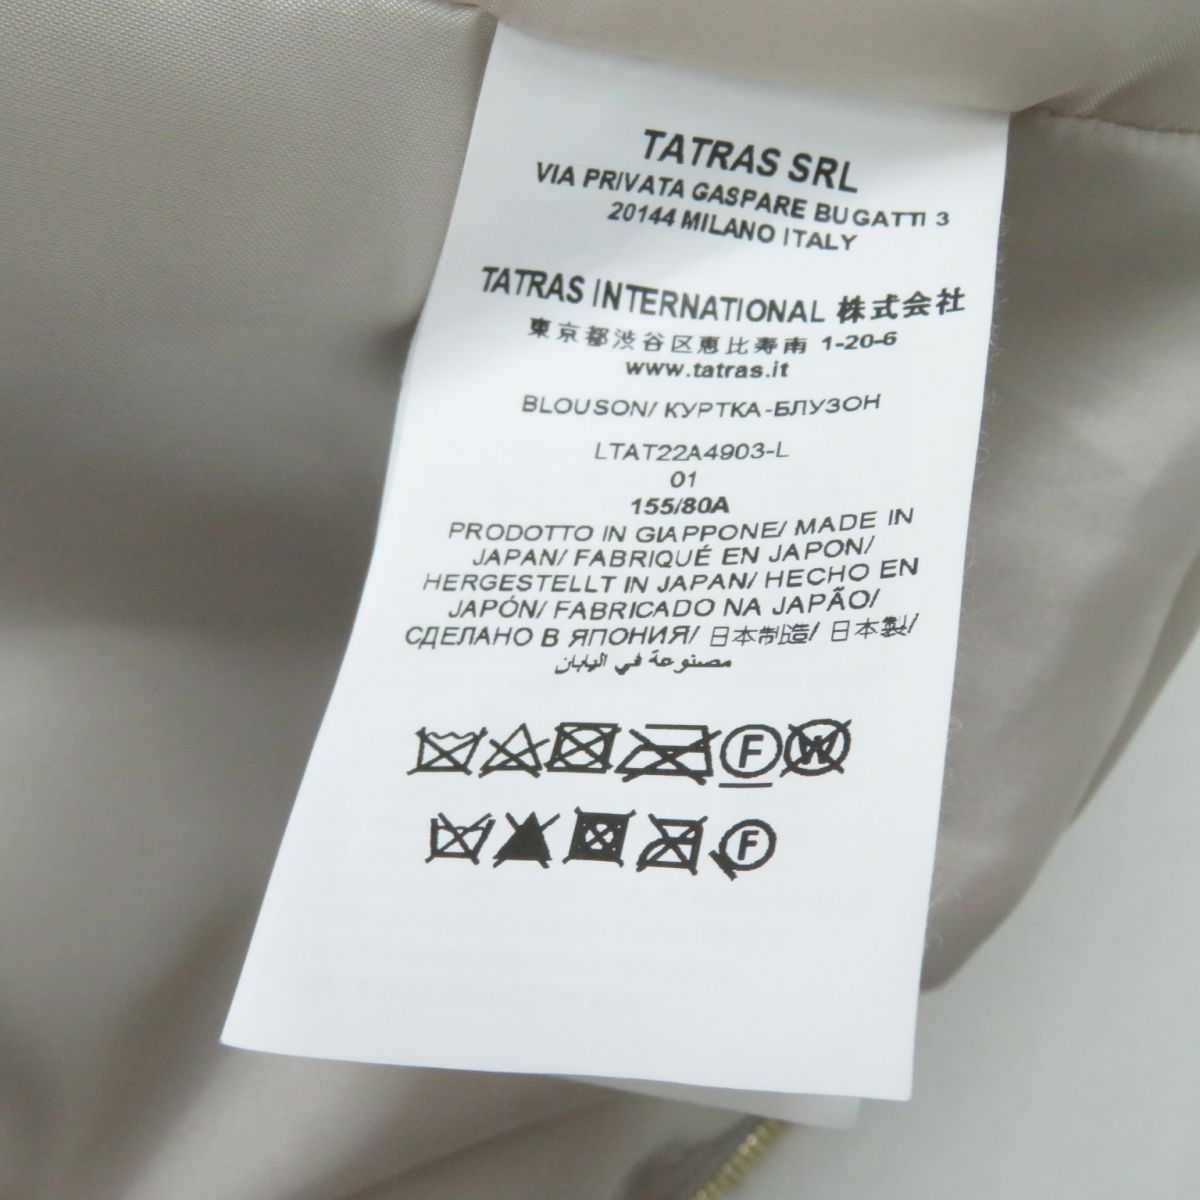 TATRAS SRL
VIA PRIVATA GASPARE BUGATTI 3
20144 MILANO ITALY
TATRAS INTERNATIONAL 株式会社
東京都渋谷区恵比寿南 1-20-6
www.tatras.it
BLOUSON/ КУРТКА-БЛУЗОН
LTAT22A4903-L
01
155/80A
PRODOTTO IN GIAPPONE/ MADE IN
JAPAN/ FABRIQUÉ EN JAPON/
HERGESTELLT IN JAPAN/ HECHO EN
JAPÓN/ FABRICADO NA JAPÃO/
СДЕЛАНО В ЯПОНИЯ/ 日本制造/ 日本製/
مصنوعة في اليابان
F W
F